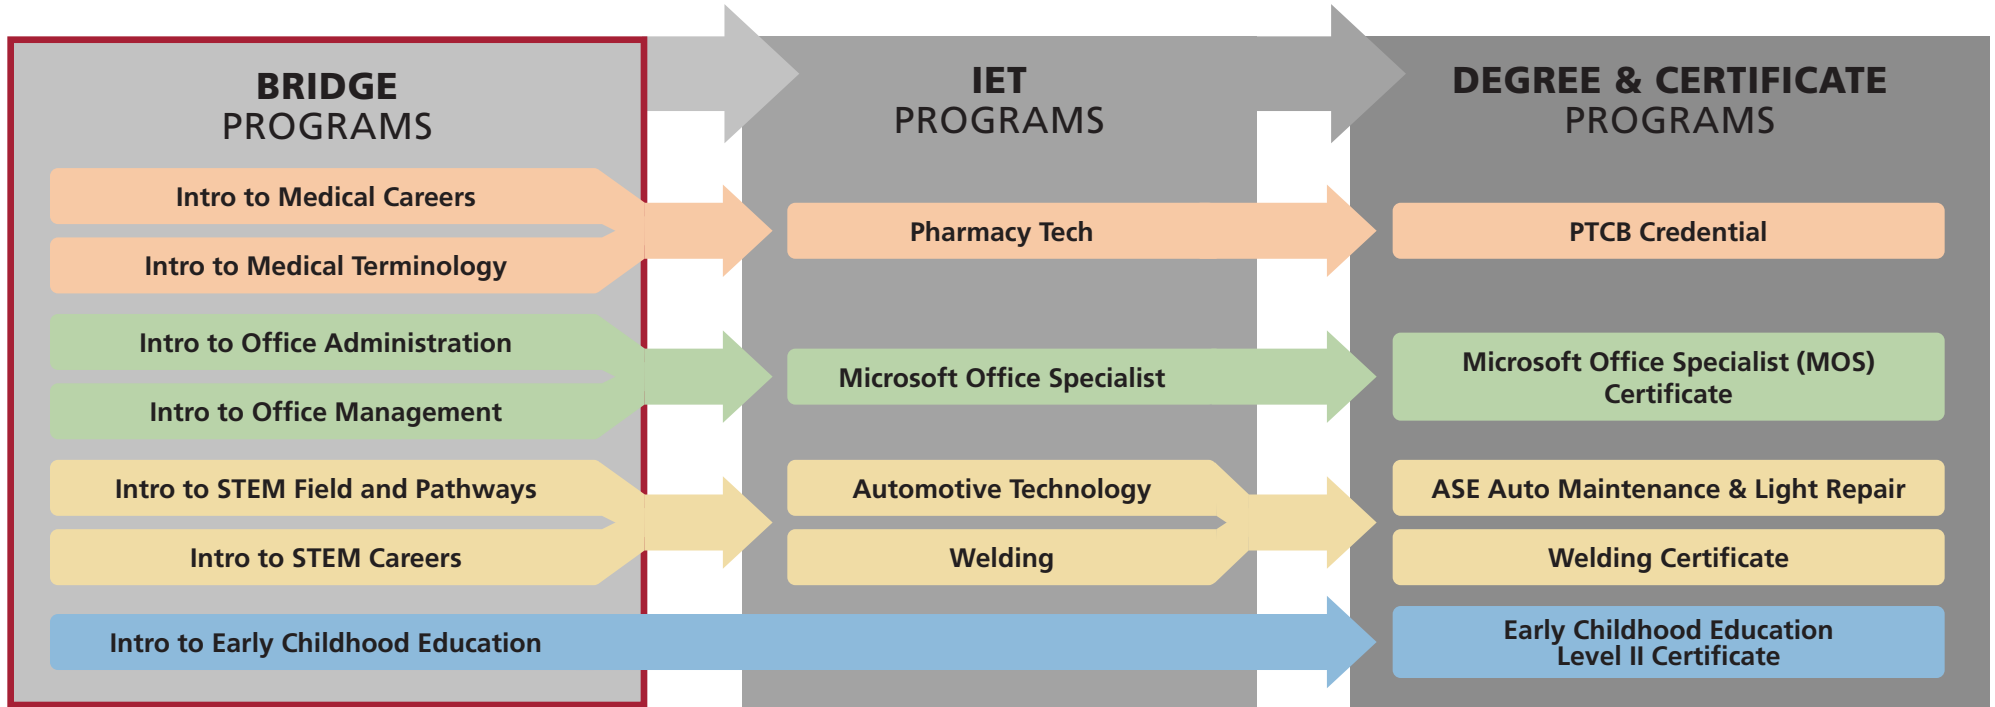 BRIDGE
PROGRAMS
Intro to Medical Careers
Intro to Medical Terminology
Intro to Office Administration
Intro to Office Management
Intro to STEM Field and Pathways
Intro to STEM Careers
Intro to Early Childhood Education
IET
PROGRAMS
Pharmacy Tech
Microsoft Office Specialist
Automotive Technology
Welding
DEGREE & CERTIFICATE
PROGRAMS
PTCB Credential
Microsoft Office Specialist (MOS)
Certificate
ASE Auto Maintenance & Light Repair
Welding Certificate
Early Childhood Education
Level II Certificate